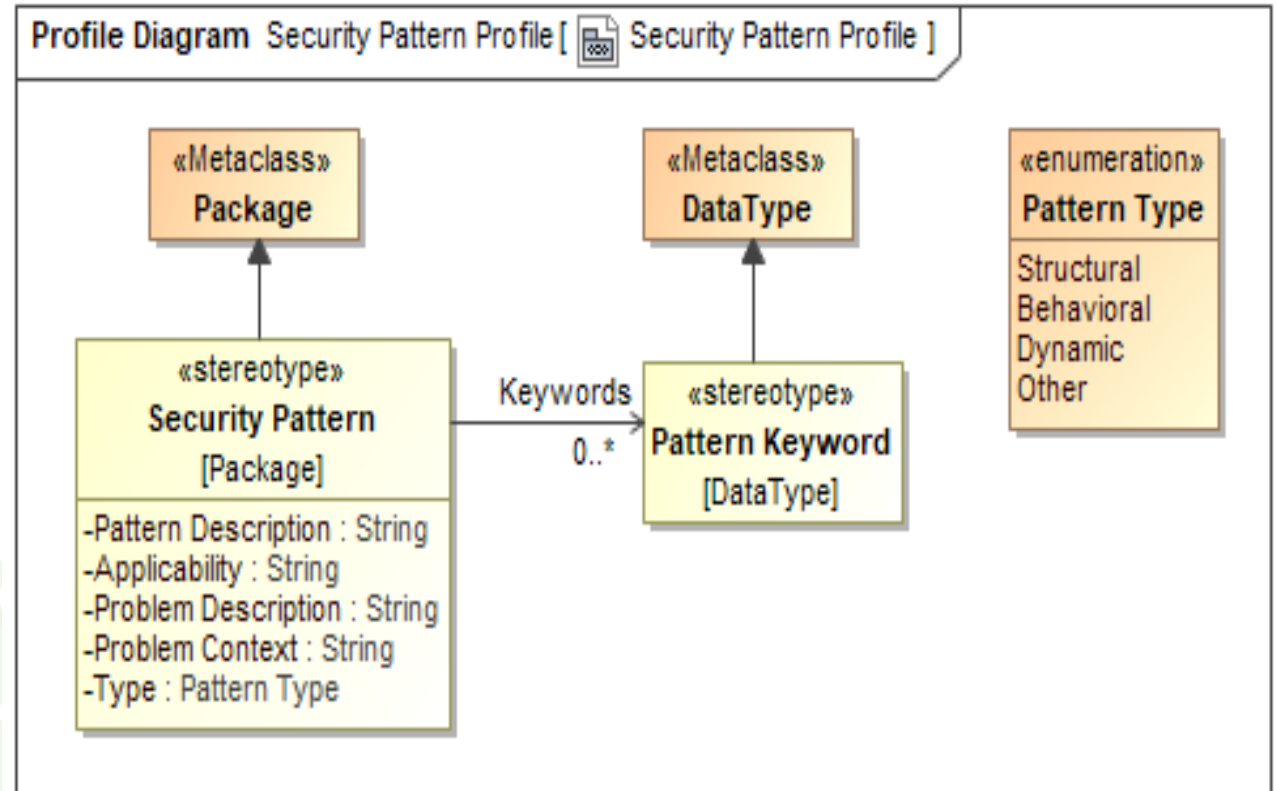 Profile Diagram Security Pattern Profile [ Security Pattern Profile ]
«Metaclass»
Package
«Metaclass»
DataType
«enumeration»
Pattern Type
Structural
Behavioral
Dynamic
Other
«stereotype»
Security Pattern
[Package]
-Pattern Description : String
-Applicability : String
-Problem Description : String
-Problem Context : String
-Type : Pattern Type
Keywords
0..*
«stereotype»
Pattern Keyword
[DataType]